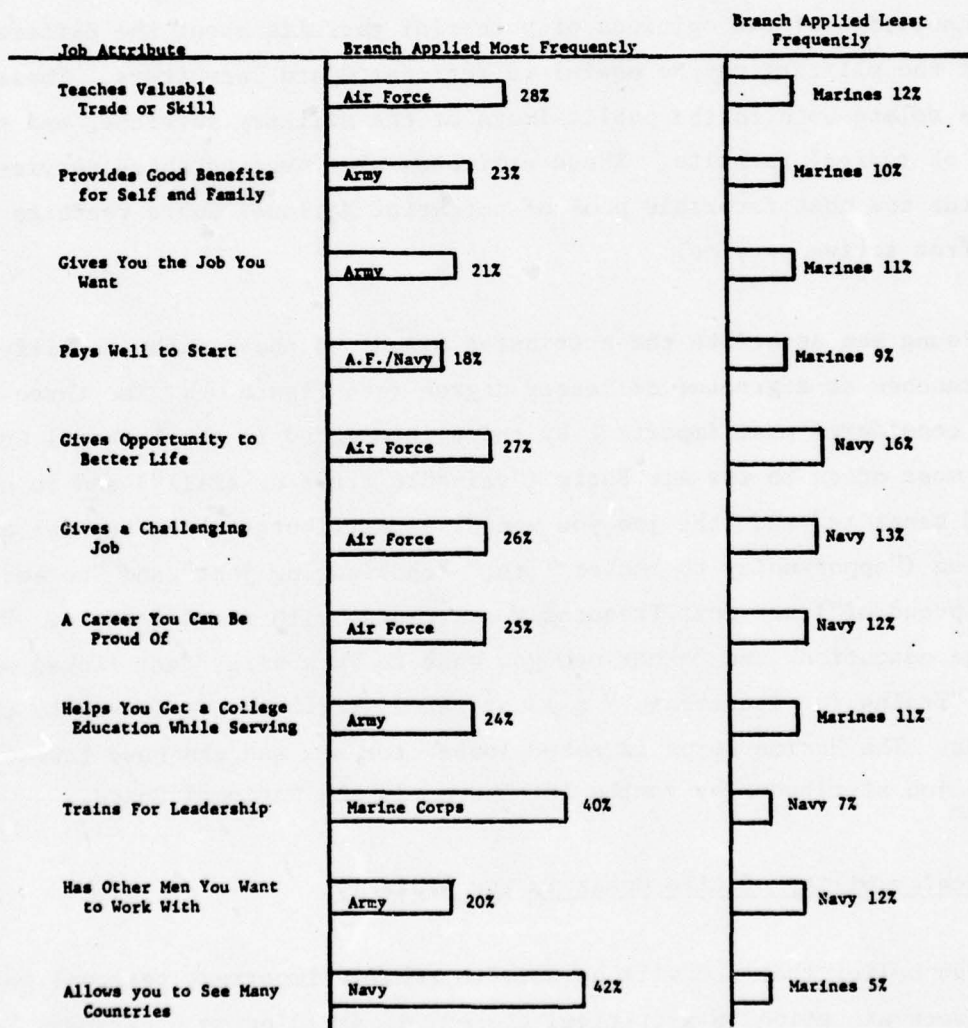 Branch Applied Least
Frequently
Job Attribute Branch Applied Most Frequently
Teaches Valuable
Trade or Skill
Air Force 28% Marines 12%
Provides Good Benefits
for Self and Family
Army 23% Marines 10%
Gives You the Job You
Want
Army 21% Marines 11%
Pays Well to Start
A.F./Navy 18% Marines 9%
Gives Opportunity to
Better Life
Air Force 27% Navy 16%
Gives a Challenging
Job
Air Force 26% Navy 13%
A Career You Can Be
Proud Of
Air Force 25% Navy 12%
Helps You Get a College
Education While Serving
Army 24% Marines 11%
Trains For Leadership
Marine Corps 40% Navy 7%
Has Other Men You Want
to Work With
Army 20% Navy 12%
Allows you to See Many
Countries
Navy 42% Marines 5%